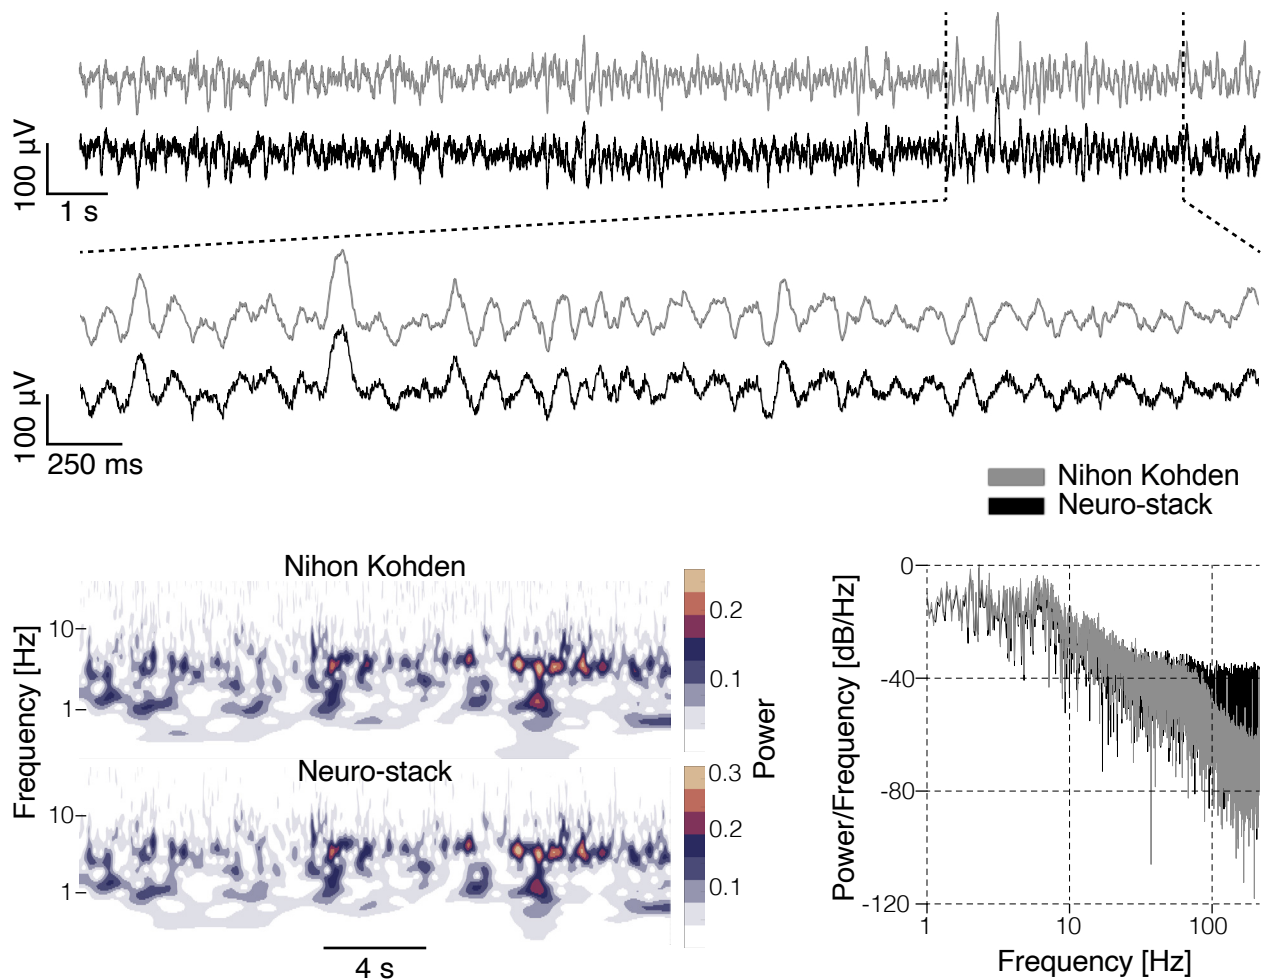 100 µV
1 s
100 µV
250 ms
Nihon Kohden
Neuro-stack
Nihon Kohden
Frequency [Hz]
10
1
0.2
0.1
Power
Neuro-stack
10
1
0.3
0.2
0.1
4 s
Power/Frequency [dB/Hz]
0
-40
-80
-120
1
10
100
Frequency [Hz]